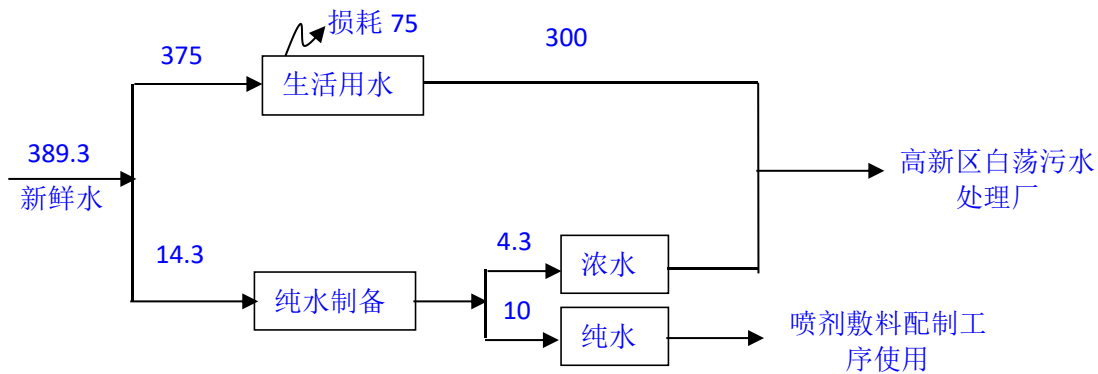 损耗 75
300
375
生活用水
389.3
新鲜水
高新区白荡污水
处理厂
14.3
4.3
浓水
纯水制备
10
纯水
喷剂敷料配制工
序使用